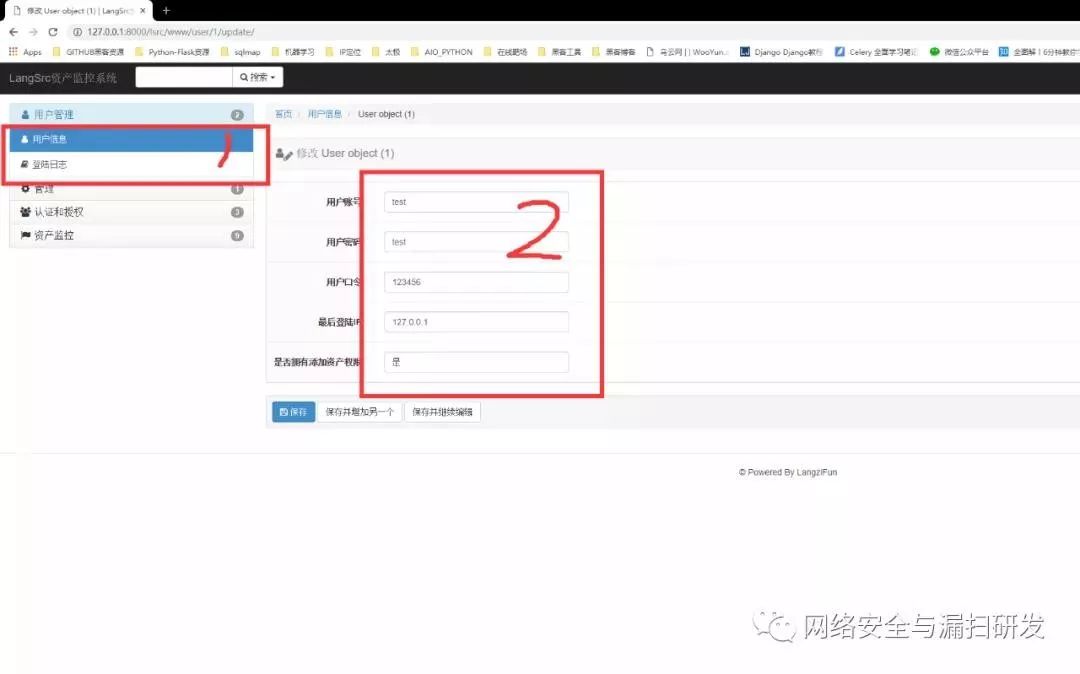 修改 User object (1) | LangSrc
127.0.0.1:8000/lsrc/www/user/1/update/
Apps GITHUB黑客资源 Python-Flask资源 sqlmap 机器学习 IP定位 太极 AIO_PYTHON 在线靶场 黑客工具 黑客博客 乌云网 | WooYun. Django Django教程 Celery 全面学习笔记 微信公众平台 全图解！6分钟教你
LangSrc资产监控系统 搜索
用户管理 2
用户信息
登陆日志
管理 1
认证和授权 3
资产监控 9
1
首页 / 用户信息 / User object (1)
修改 User object (1)
用户账号 test
用户密码 test
2
用户口令 123456
最后登陆IP 127.0.0.1
是否拥有添加资产权限 是
保存 保存并增加另一个 保存并继续编辑
© Powered By LangziFun
网络安全与漏扫研发